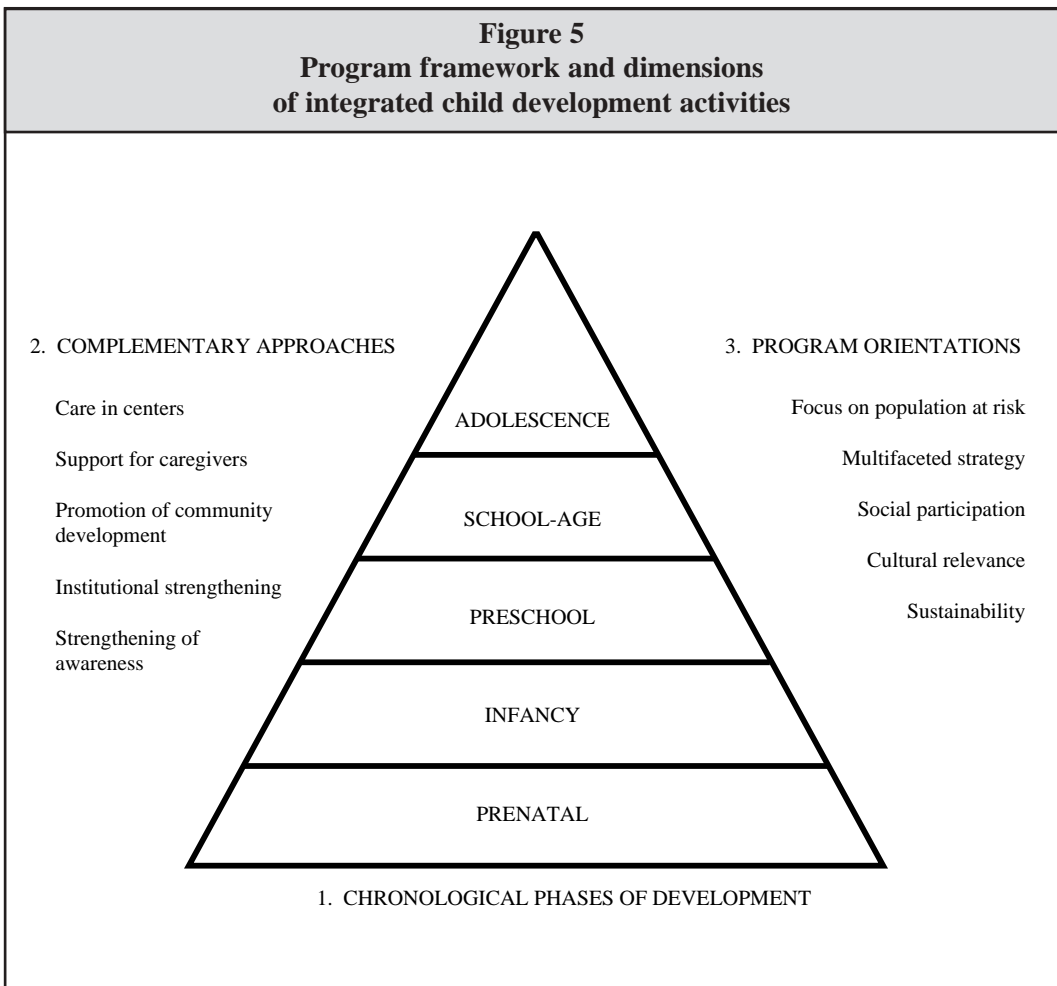 Figure 5
Program framework and dimensions
of integrated child development activities
2. COMPLEMENTARY APPROACHES
Care in centers
Support for caregivers
Promotion of community
development
Institutional strengthening
Strengthening of
awareness
3. PROGRAM ORIENTATIONS
Focus on population at risk
Multifaceted strategy
Social participation
Cultural relevance
Sustainability
ADOLESCENCE
SCHOOL-AGE
PRESCHOOL
INFANCY
PRENATAL
1. CHRONOLOGICAL PHASES OF DEVELOPMENT